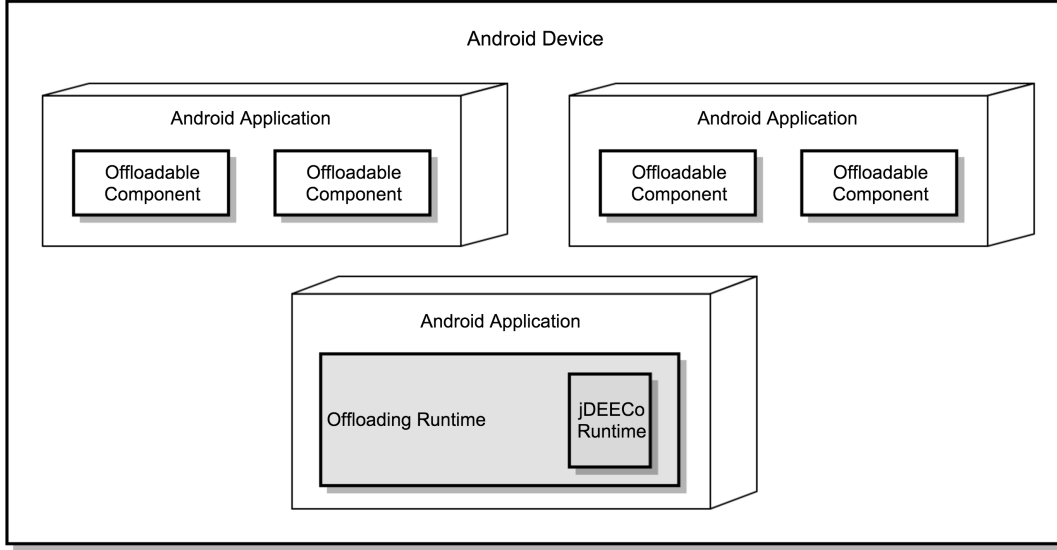 Android Device
Android Application
Offloadable
Component
Offloadable
Component
Android Application
Offloadable
Component
Offloadable
Component
Android Application
Offloading Runtime
jDEECo
Runtime